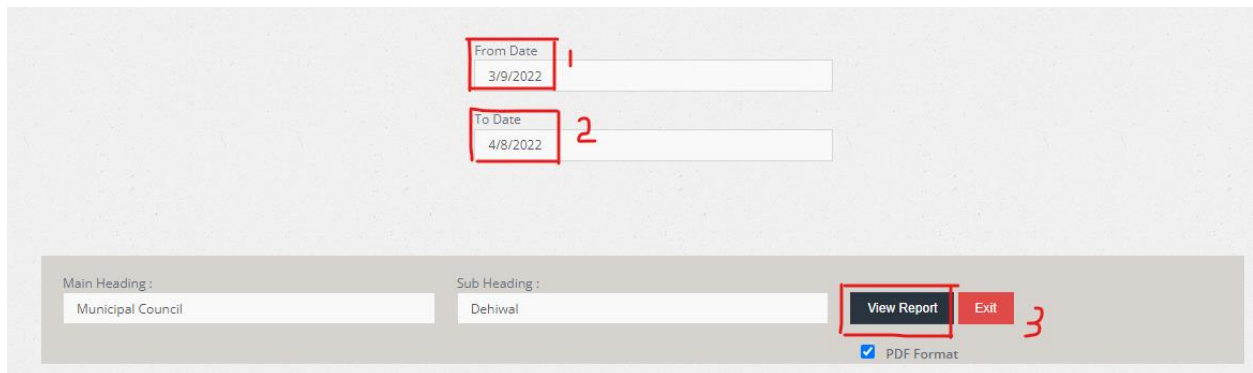 From Date
1
3/9/2022
To Date
2
4/8/2022
Main Heading :
Sub Heading :
Municipal Council
Dehiwal
View Report
Exit
3
PDF Format